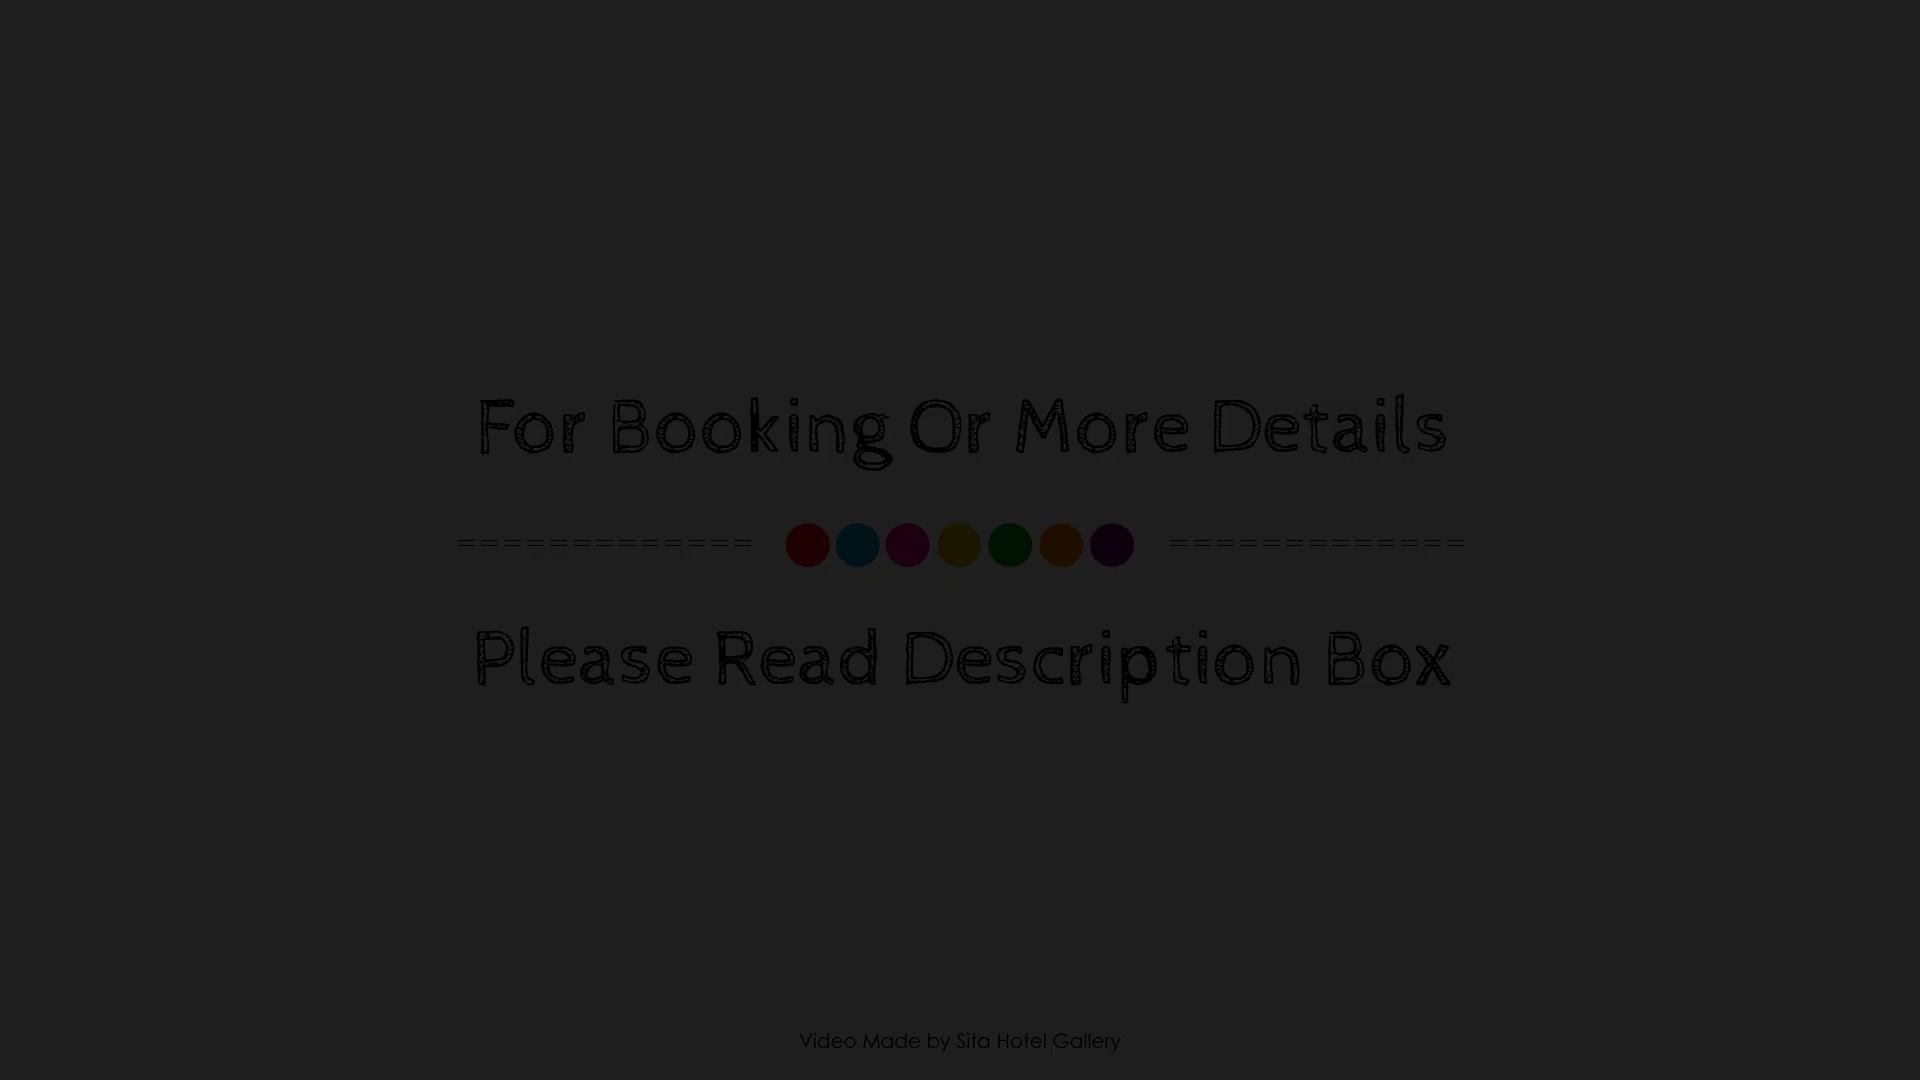 For Booking Or More Details
============= =============
Please Read Description Box
Video Made by Sita Hotel Gallery